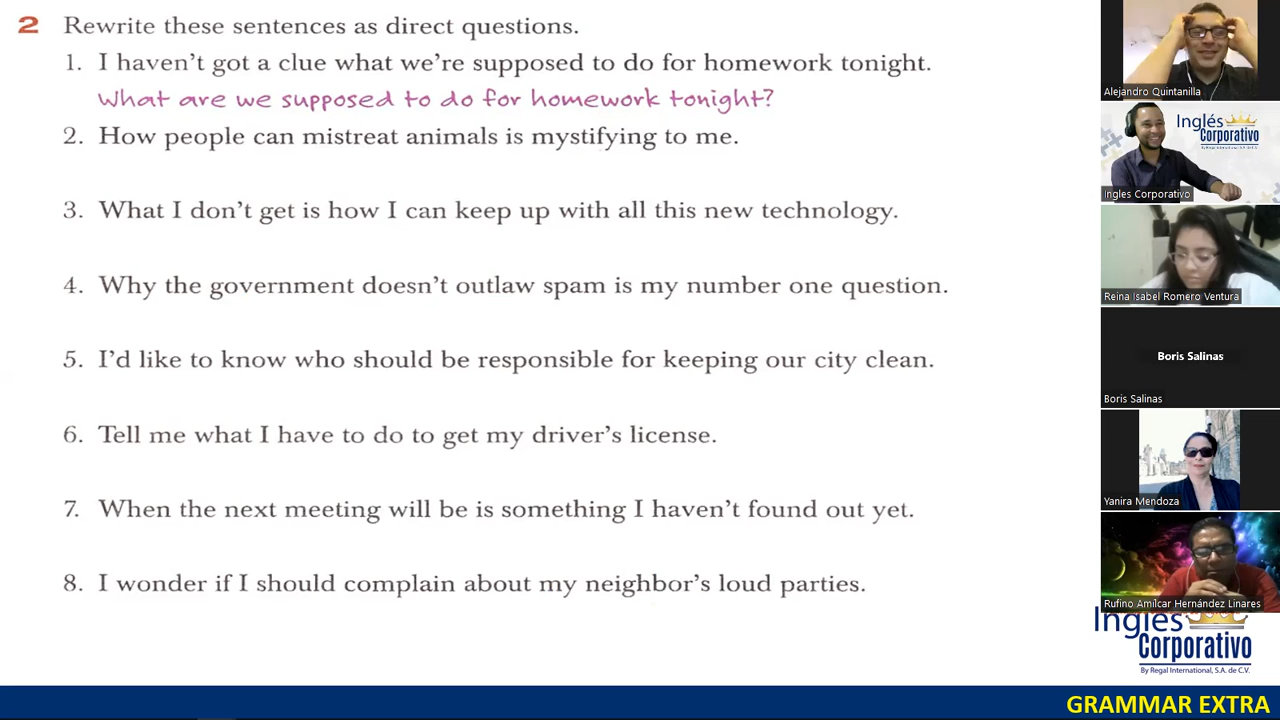 2 Rewrite these sentences as direct questions.
1. I haven't got a clue what we're supposed to do for homework tonight.
What are we supposed to do for homework tonight?
2. How people can mistreat animals is mystifying to me.
3. What I don't get is how I can keep up with all this new technology.
4. Why the government doesn't outlaw spam is my number one question.
5. I'd like to know who should be responsible for keeping our city clean.
6. Tell me what I have to do to get my driver's license.
7. When the next meeting will be is something I haven't found out yet.
8. I wonder if I should complain about my neighbor's loud parties.
Alejandro Quintanilla
Inglés
Corporativo
By Regal International, S.A. de C.V.
Ingles Corporativo
Reina Isabel Romero Ventura
Boris Salinas
Boris Salinas
Yanira Mendoza
Rufino Amílcar Hernández Linares
Inglés
Corporativo
By Regal International, S.A. de C.V.
GRAMMAR EXTRA